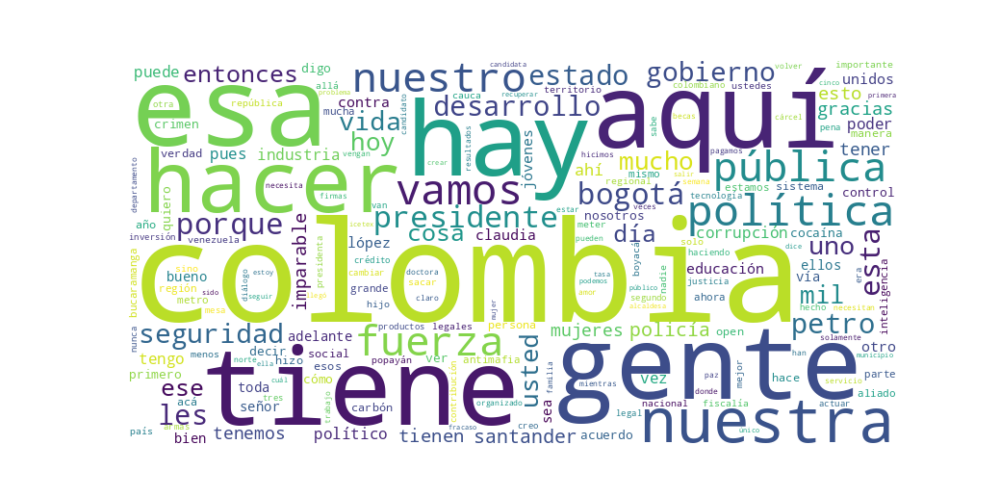 candidata
volver
importante
puede
entonces
digo
allá
nuestro
estado
gobierno
territorio
colombiano
ustedes
unidos
cinco
primera
otra
república
contra
mucha
vida
candidato
cauca
recuperar
desarrollo
esa
hay
aquí
esto
gracias
problema
crimen
sabe
becas
cárcel
pena
poder
manera
verdad
pues
industria
hoy
crear
resultados
jóvenes
hicimos
pagamos
ahí
mucho
mismo
pública
tener
vengan
regional
salir
semana
departamento
quiero
necesita
firmas
van
hacer
vamos
bogotá
estamos
sistema
veces
tecnología
control
año
porque
presidente
estar
nosotros
meter
política
inversión
venezuela
imparable
presidenta
cosa
claudia
día
corrupción
cocaína
uno
esta
icetex
lópez
pueden
boyacá
solo
haciendo
dice
bucaramanga
sino
bueno
crédito
doctora
colombia
nadie
educación
vía
ellos
era
inteligencia
región
diálogo
estoy
cambiar
sacar
tasa
podemos
segundo
justicia
ahora
sido
seguir
grande
metro
mesa
luego
hijo
claro
amor
público
alcaldesa
mil
hecho
necesitan
mujer
nunca
seguridad
adelante
productos
legales
persona
mujeres
policía
open
petro
solamente
tengo
menos
decir
hizo
social
fuerza
antimafia
usted
otro
primero
norte
ella
esos
popayán
ver
tiene
gente
han
municipio
cuál
cómo
vez
paz
mejor
hace
parte
ese
toda
trabajo
carbón
contribución
sea
familia
mientras
donde
servicio
aliado
les
acá
señor
tres
organizado
legal
nacional
fiscalía
actuar
nuestra
país
armas
bien
tenemos
político
fracaso
tienen
creo
santander
acuerdo
único